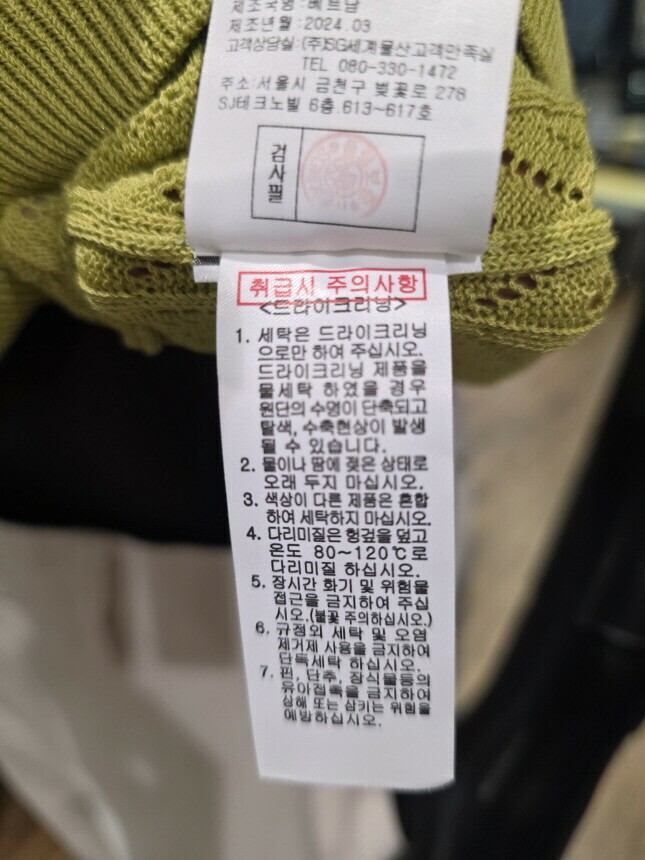 제조국명 : 베트남
제조년월 : 2024.03
고객상담실 : (주)SG세계물산고객만족실
TEL 080-330-1472
주소 : 서울시 금천구 벚꽃로 278
SJ테크노빌 6층.613~617호
검사필
취급시 주의사항
<드라이크리닝>
1. 세탁은 드라이크리닝
으로만 하여 주십시오.
드라이크리닝 제품을
물세탁 하였을 경우
원단의 수명이 단축되고
탈색, 수축현상이 발생
될 수 있습니다.
2. 물이나 땀에 젖은 상태로
오래 두지 마십시오.
3. 색상이 다른 제품은 혼합
하여 세탁하지 마십시오.
4. 다리미질은 헝겊을 덮고
온도 80~120℃로
다리미질 하십시오.
5. 장시간 화기 및 위험물
접근을 금지하여 주십
시오.(불꽃 주의하십시오.)
6. 규정외 세탁 및 오염
제거제 사용을 금지하여
단독세탁 하십시오.
7. 핀, 단추, 장식물등의
유아접촉을 금지하여
상해 또는 삼키는 위험을
예방하십시오.